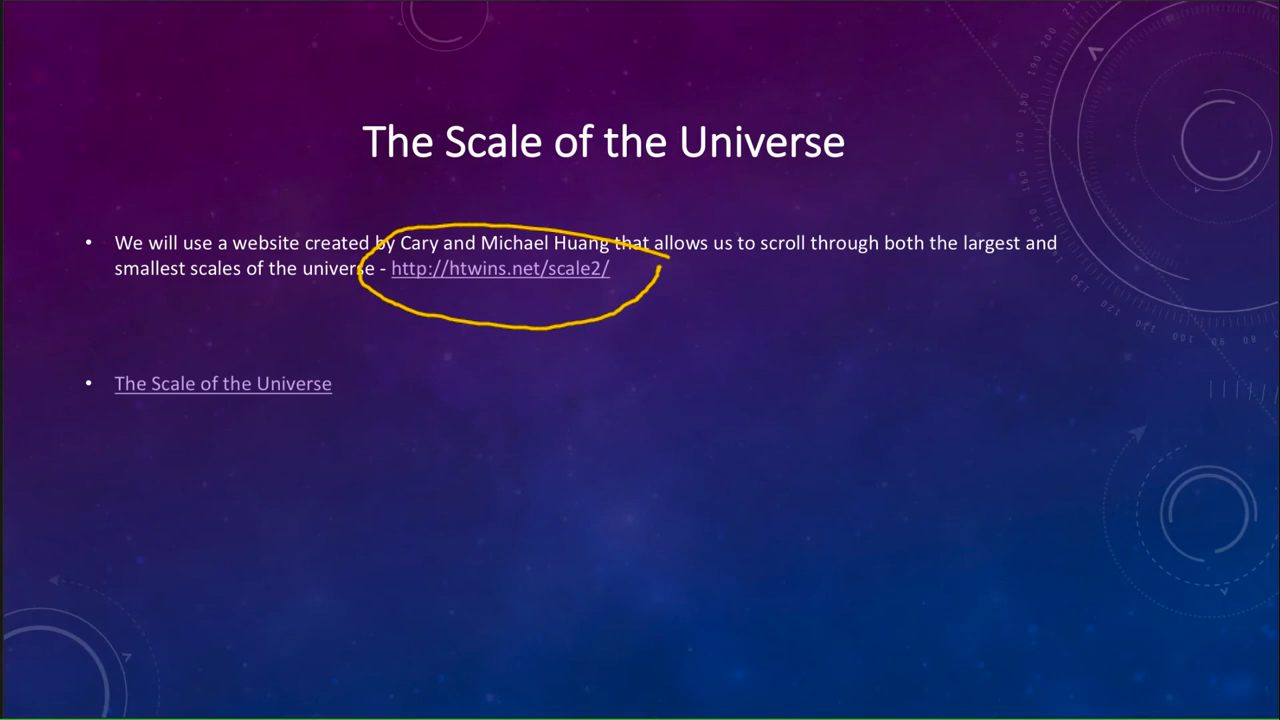 The Scale of the Universe
• We will use a website created by Cary and Michael Huang that allows us to scroll through both the largest and
smallest scales of the universe - http://htwins.net/scale2/
• The Scale of the Universe